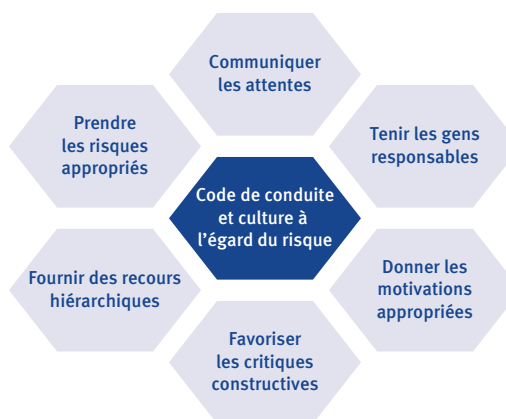 Communiquer
les attentes
Prendre
les risques
appropriés
Tenir les gens
responsables
Code de conduite
et culture à
l’égard du risque
Fournir des recours
hiérarchiques
Donner les
motivations
appropriées
Favoriser
les critiques
constructives